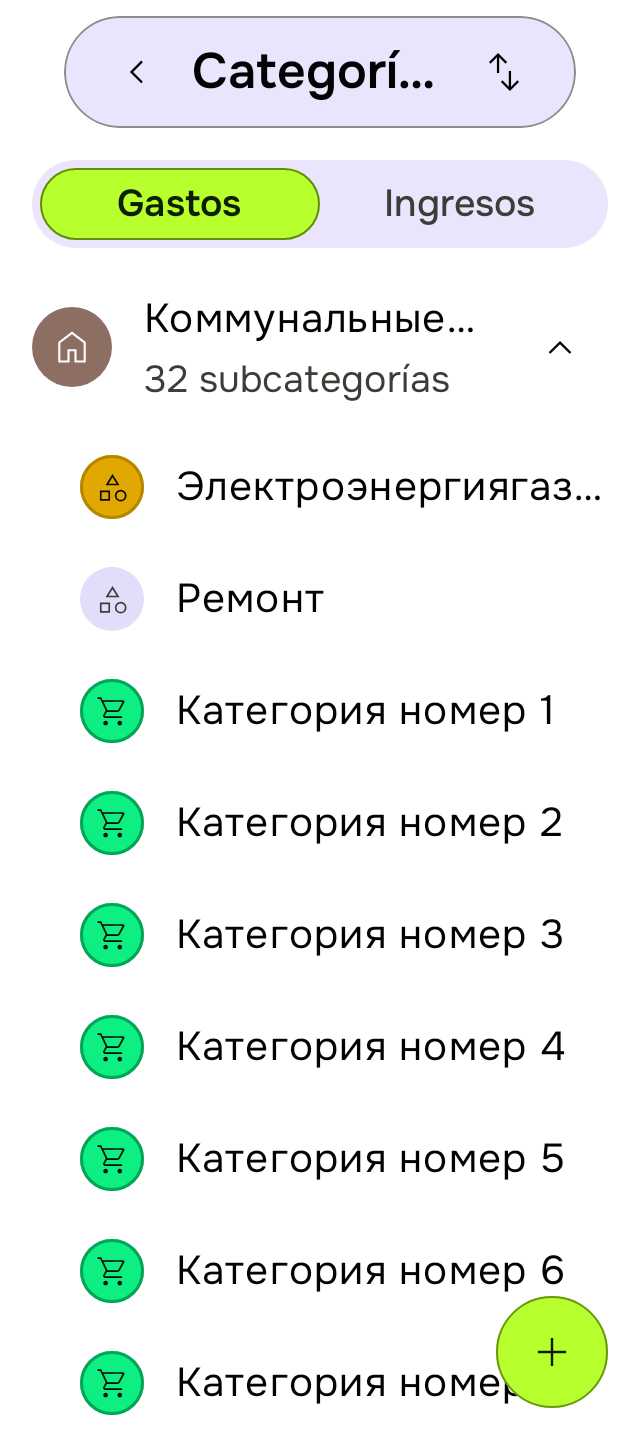 Categorí...
Gastos
Ingresos
Коммунальные...
32 subcategorías
Электроэнергиягаз...
Ремонт
Категория номер 1
Категория номер 2
Категория номер 3
Категория номер 4
Категория номер 5
Категория номер 6
Категория номер